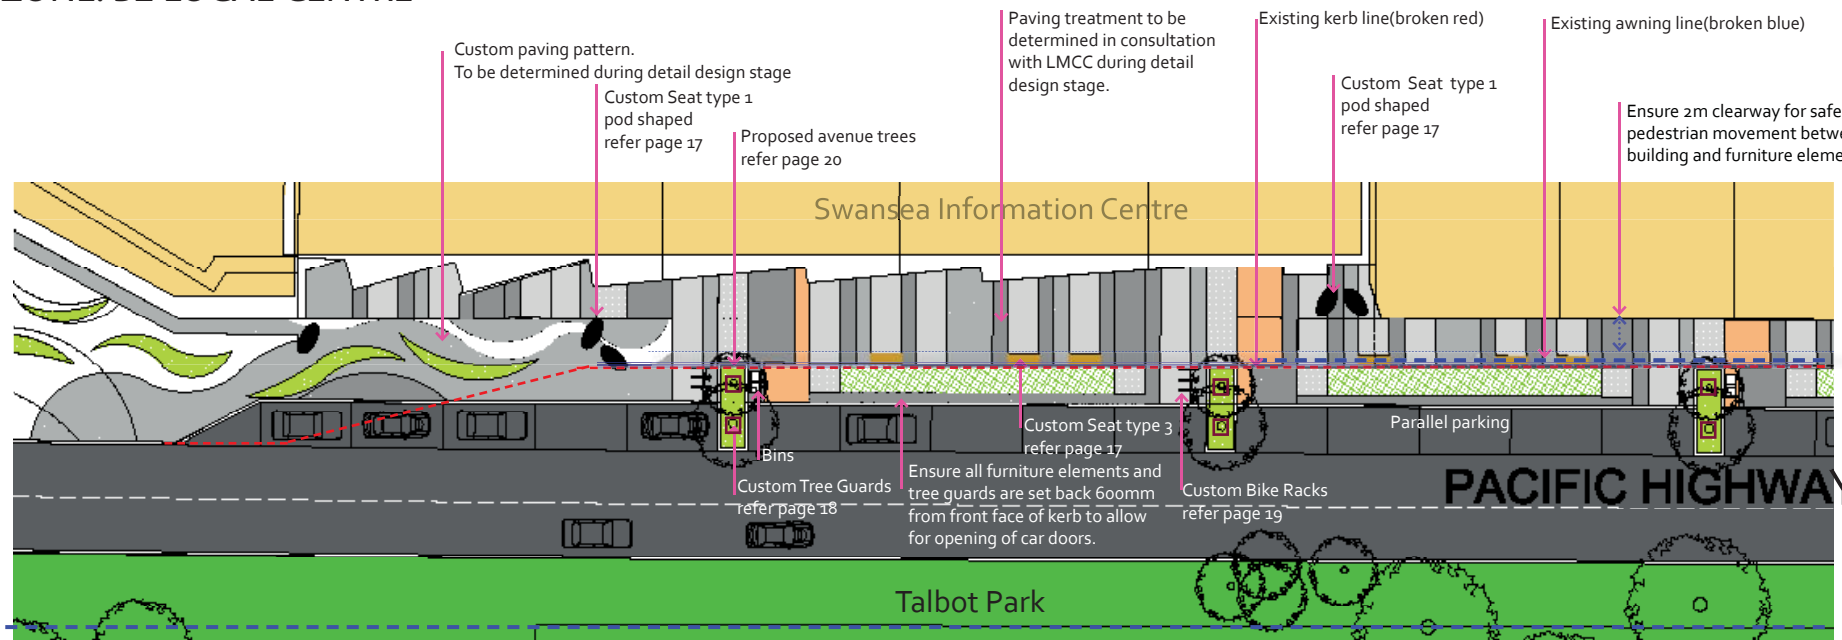 Custom paving pattern.
To be determined during detail design stage
Custom Seat type 1
pod shaped
refer page 17
Proposed avenue trees
refer page 20
Paving treatment to be
determined in consultation
with LMCC during detail
design stage.
Existing kerb line(broken red)
Custom Seat type 1
pod shaped
refer page 17
Existing awning line(broken blue)
Ensure 2m clearway for safe
pedestrian movement
building and furniture
Swansea Information Centre
Bins
Custom Tree Guards
refer page 18
Custom Seat type 3
refer page 17
Ensure all furniture elements and
tree guards are set back 600mm
from front face of kerb to allow
for opening of car doors.
Custom Bike Racks
refer page 19
Parallel parking
PACIFIC HIGHWAY
Talbot Park